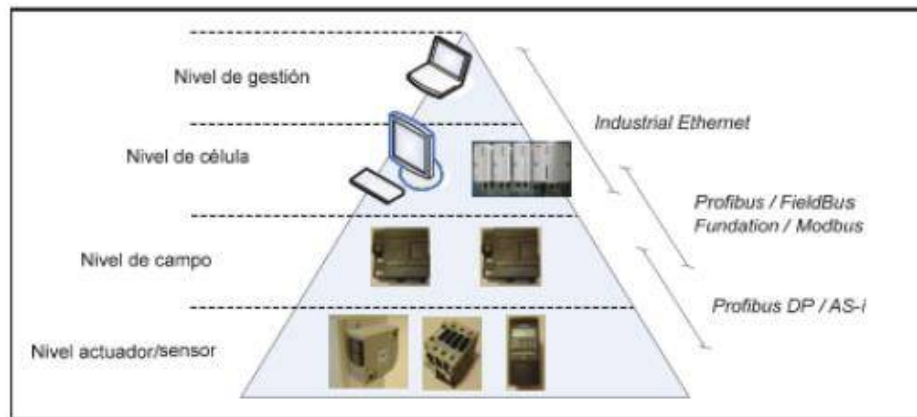 Nivel de gestión
Industrial Ethernet
Nivel de célula
Profibus / FieldBus
Fundation / Modbus
Nivel de campo
Profibus DP / AS-i
Nivel actuador/sensor